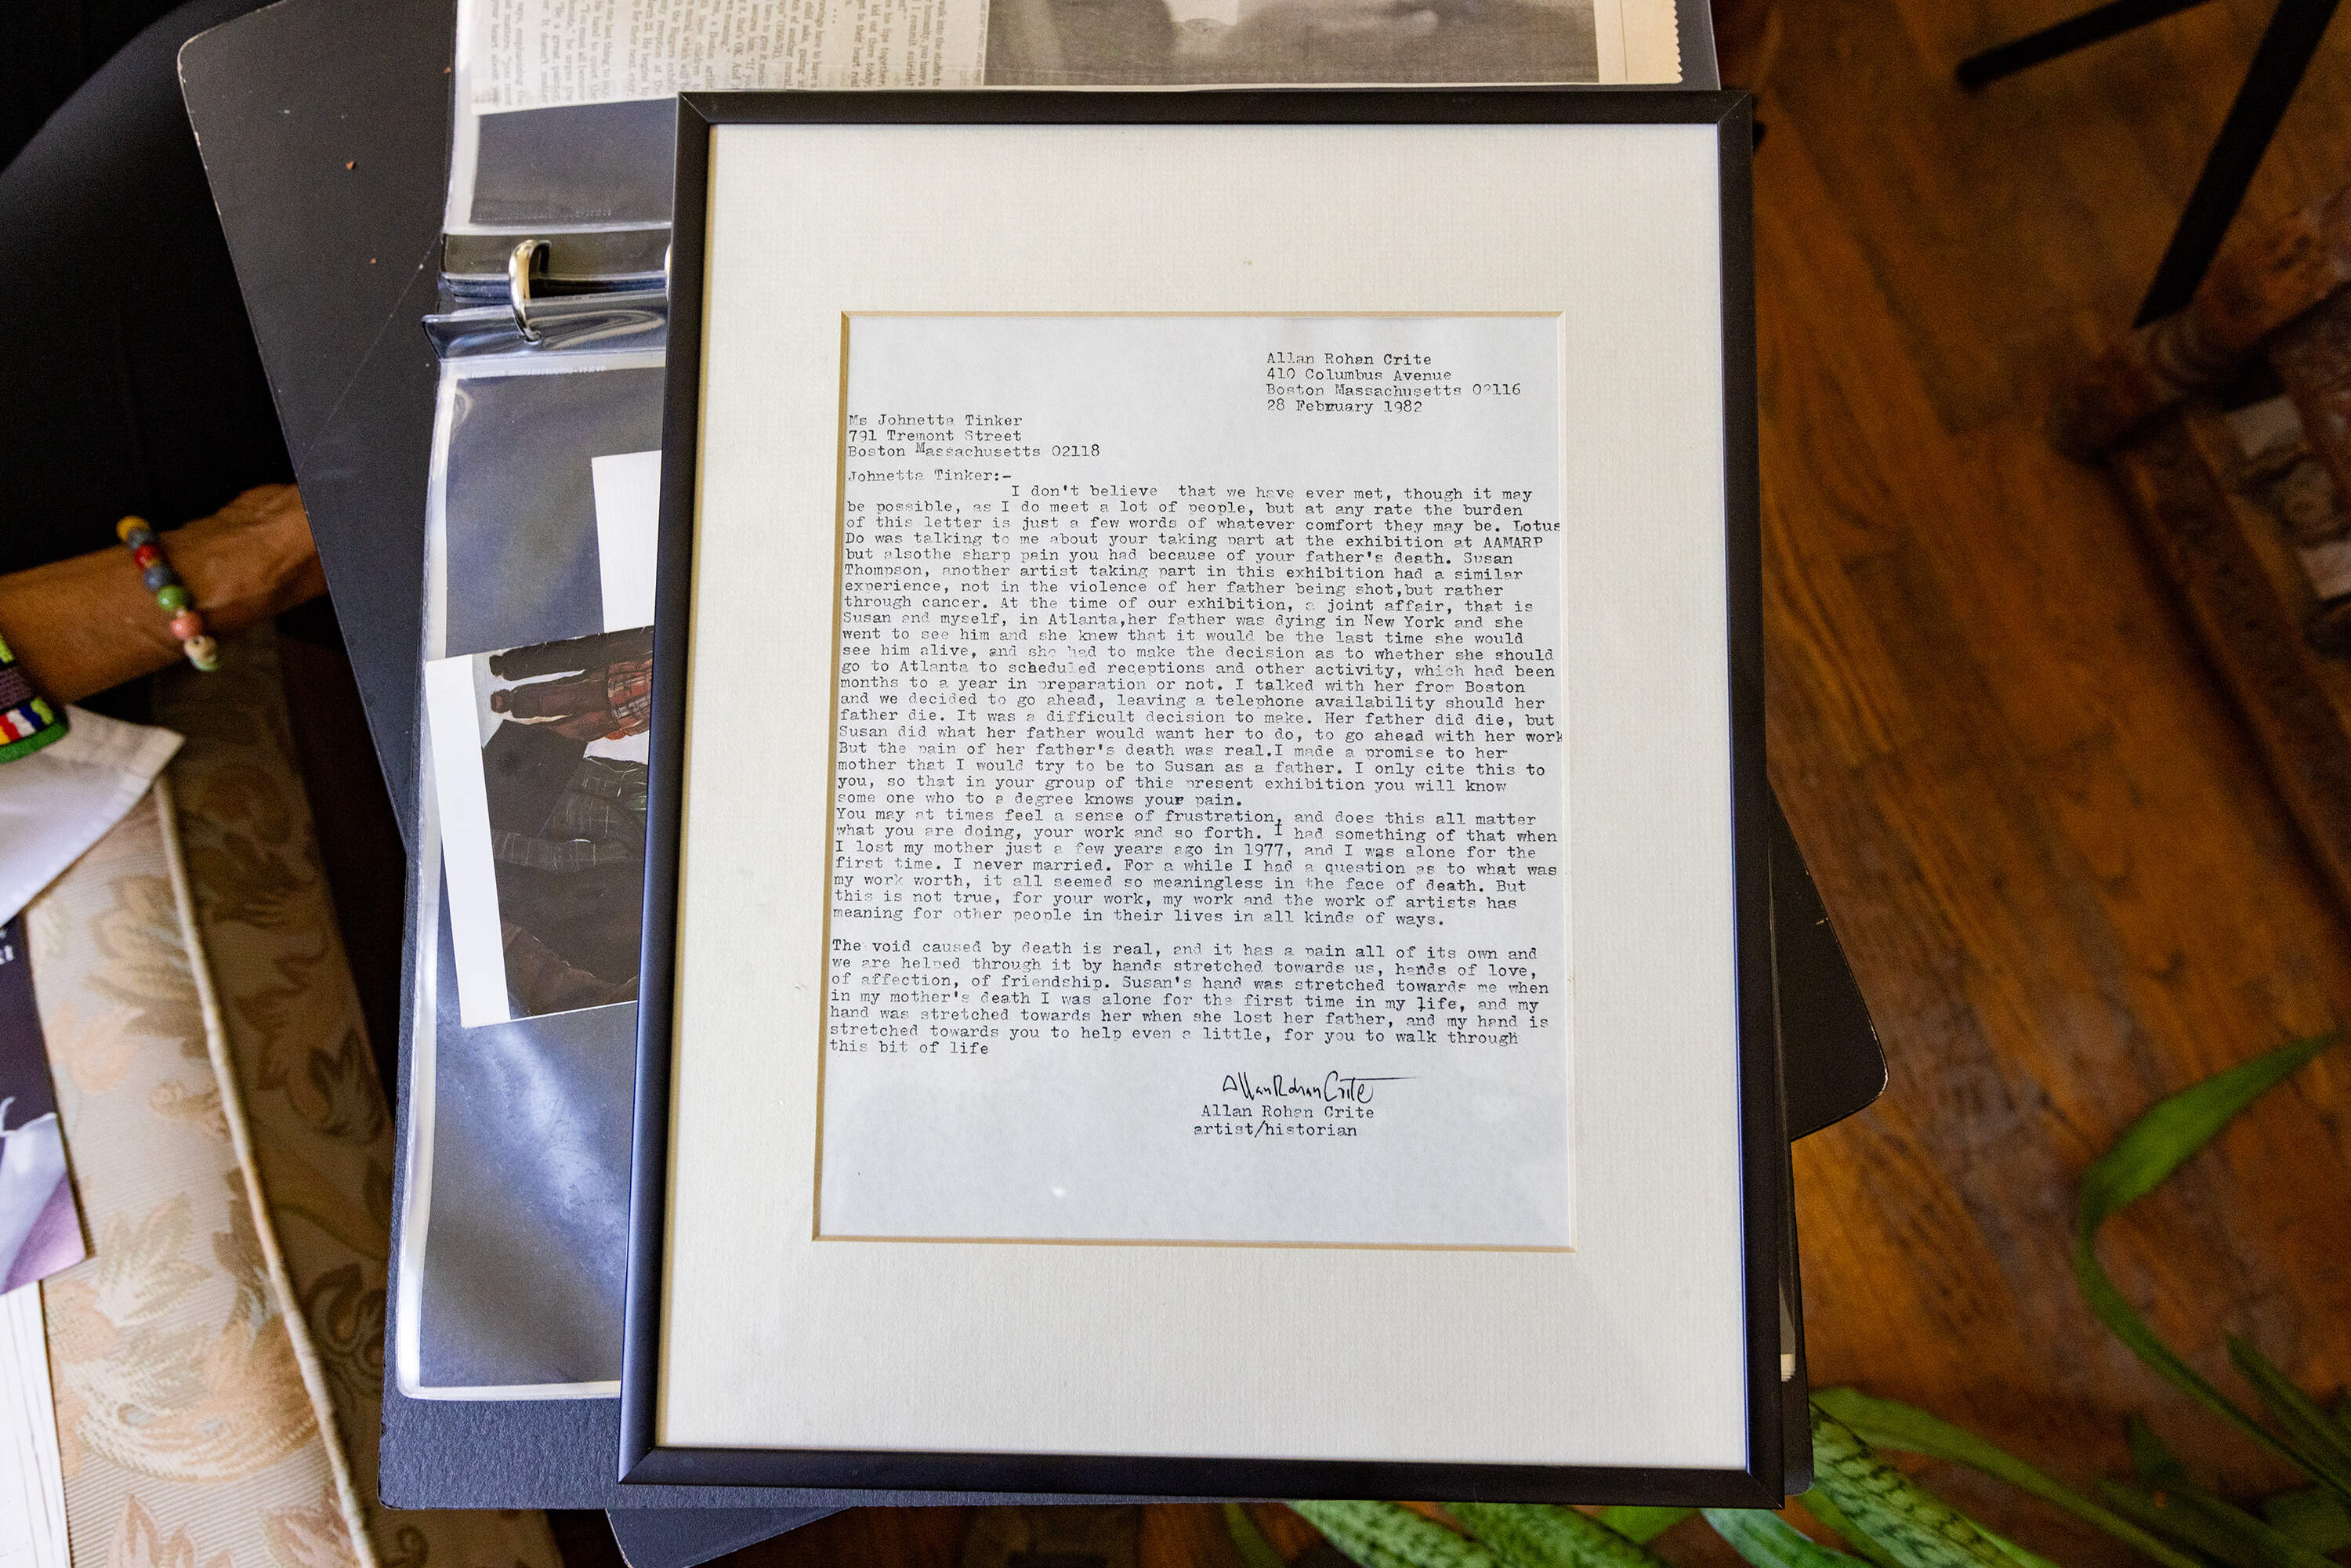 Allan Rohan Crite
410 Columbus Avenue
Boston Massachusetts 02116
28 February 1982
Ms Johnetta Tinker
791 Tremont Street
Boston Massachusetts 02118
Johnetta Tinker:-
I don't believe that we have ever met, though it may
be possible, as I do meet a lot of people, but at any rate the burden
of this letter is just a few words of whatever comfort they may be. Lotus
Do was talking to me about your taking part at the exhibition at AAMARP
but alsothe sharp pain you had because of your father's death. Susan
Thompson, another artist taking part in this exhibition had a similar
experience, not in the violence of her father being shot,but rather
through cancer. At the time of our exhibition, a joint affair, that is
Susan and myself, in Atlanta,her father was dying in New York and she
went to see him and she knew that it would be the last time she would
see him alive, and she had to make the decision as to whether she should
go to Atlanta to scheduled receptions and other activity, which had been
months to a year in preparation or not. I talked with her from Boston
and we decided to go ahead, leaving a telephone availability should her
father die. It was a difficult decision to make. Her father did die, but
Susan did what her father would want her to do, to go ahead with her work
But the pain of her father's death was real.I made a promise to her
mother that I would try to be to Susan as a father. I only cite this to
you, so that in your group of this present exhibition you will know
some one who to a degree knows your pain.
You may at times feel a sense of frustration, and does this all matter
what you are doing, your work and so forth. I had something of that when
I lost my mother just a few years ago in 1977, and I was alone for the
first time. I never married. For a while I had a question as to what was
my work worth, it all seemed so meaningless in the face of death. But
this is not true, for your work, my work and the work of artists has
meaning for other people in their lives in all kinds of ways.
The void caused by death is real, and it has a pain all of its own and
we are helped through it by hands stretched towards us, hands of love,
of affection, of friendship. Susan's hand was stretched towards me when
in my mother's death I was alone for the first time in my life, and my
hand was stretched towards her when she lost her father, and my hand is
stretched towards you to help even a little, for you to walk through
this bit of life
Allan Rohan Crite
Allan Rohan Crite
artist/historian